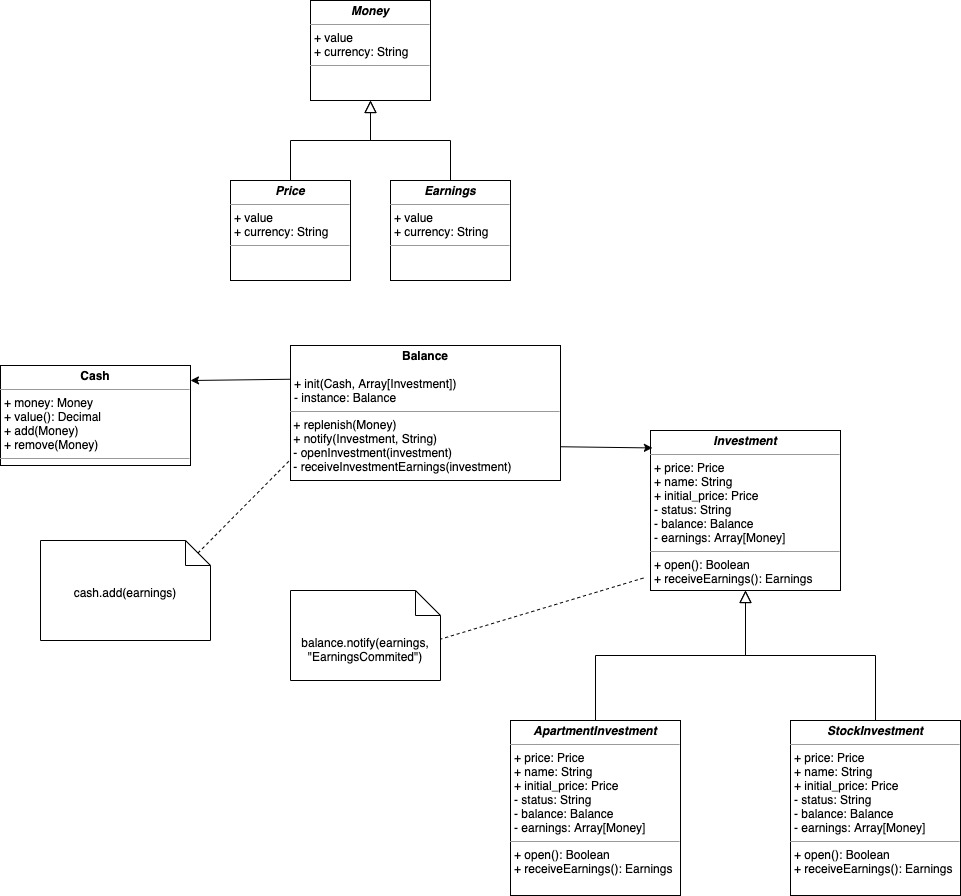 Money
+ value
+ currency: String
Price
+ value
+ currency: String
Earnings
+ value
+ currency: String
Cash
+ money: Money
+ value(): Decimal
+ add(Money)
+ remove(Money)
Balance
+ init(Cash, Array[Investment])
- instance: Balance
+ replenish(Money)
+ notify(Investment, String)
- openInvestment(investment)
- receiveInvestmentEarnings(investment)
Investment
+ price: Price
+ name: String
+ initial_price: Price
- status: String
- balance: Balance
- earnings: Array[Money]
+ open(): Boolean
+ receiveEarnings(): Earnings
cash.add(earnings)
balance.notify(earnings,
"EarningsCommited")
ApartmentInvestment
+ price: Price
+ name: String
+ initial_price: Price
- status: String
- balance: Balance
- earnings: Array[Money]
+ open(): Boolean
+ receiveEarnings(): Earnings
StockInvestment
+ price: Price
+ name: String
+ initial_price: Price
- status: String
- balance: Balance
- earnings: Array[Money]
+ open(): Boolean
+ receiveEarnings(): Earnings